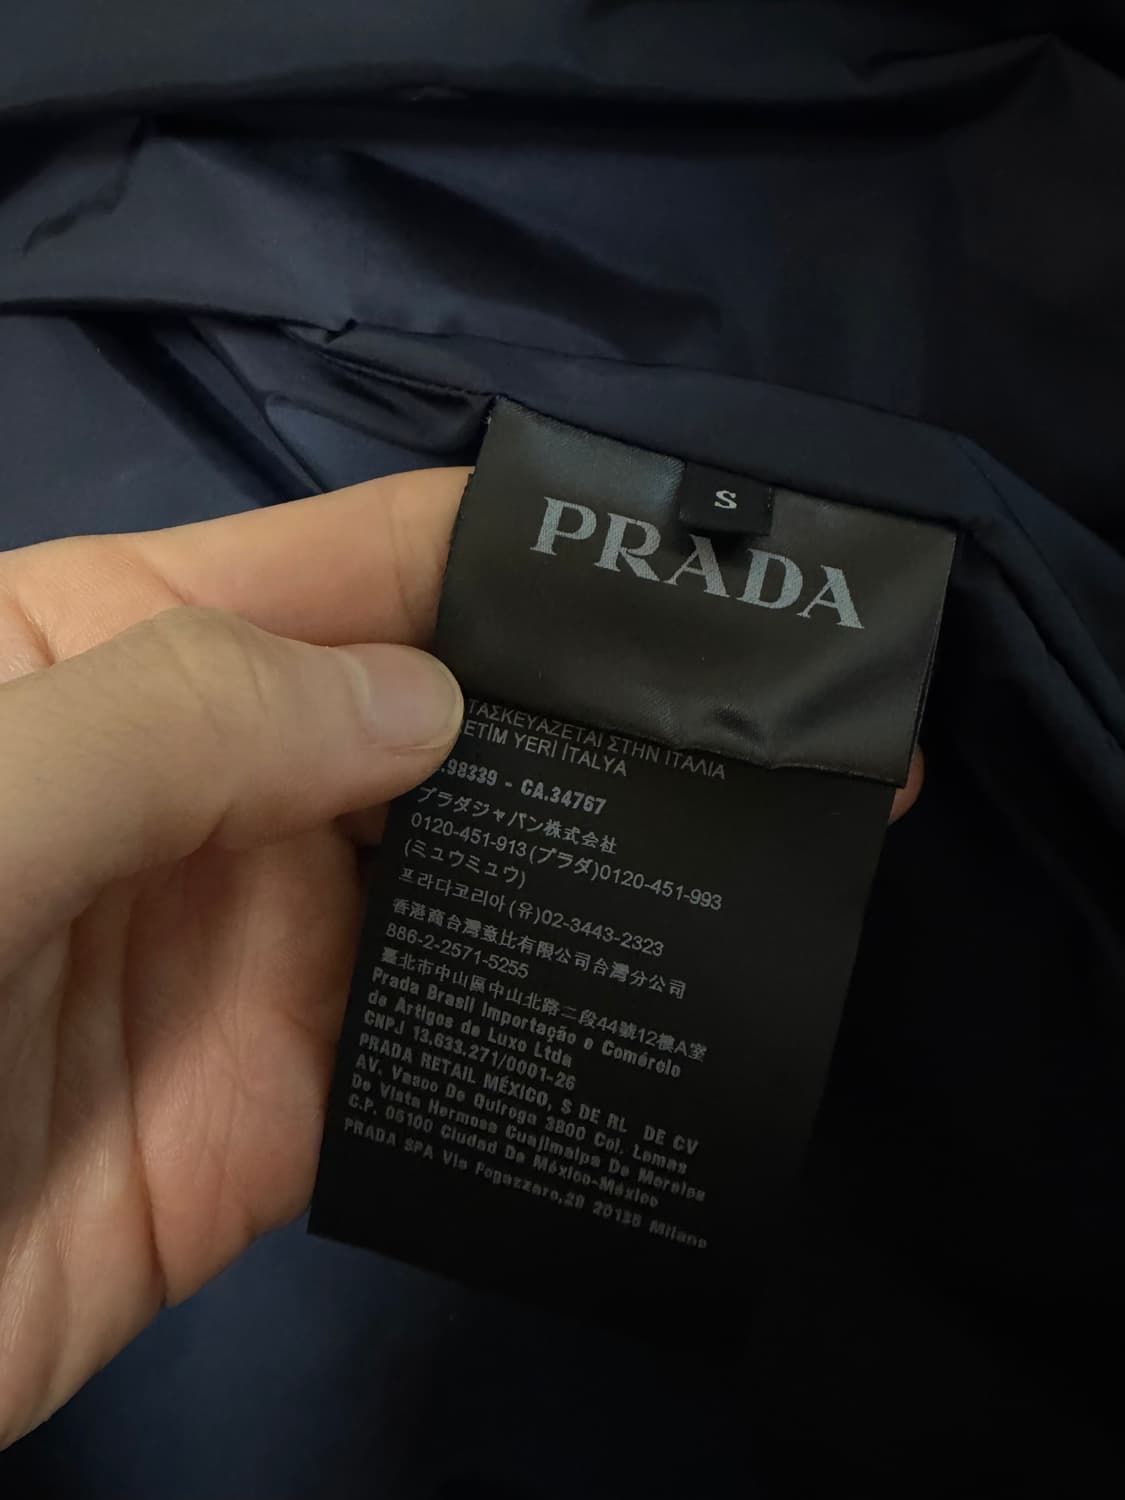 S
PRADA
ΤΑΣΚΕΥΑΖΕΤΑΙ ΣΤΗΝ ΙΤΑΛΙΑ
ETİM YERİ İTALYA
.98339 - CA.34767
プラダジャパン株式会社
0120-451-913(プラダ)0120-451-993
(ミュウミュウ)
프라다코리아(유)02-3443-2323
香港商台灣意比有限公司台灣分公司
886-2-2571-5255
臺北市中山區中山北路二段44號12樓A室
Prada Brasil Importação e Comércio
de Artigos de Luxo Ltda
CNPJ 13.633.271/0001-26
PRADA RETAIL MÉXICO, S DE RL DE CV
AV. Vasco De Quiroga 3800 Col. Lomas
De Vista Hermosa Cuajimalpa De Morelos
C.P. 05100 Ciudad De México-México
PRADA SPA Via Fogazzaro,28 20135 Milano